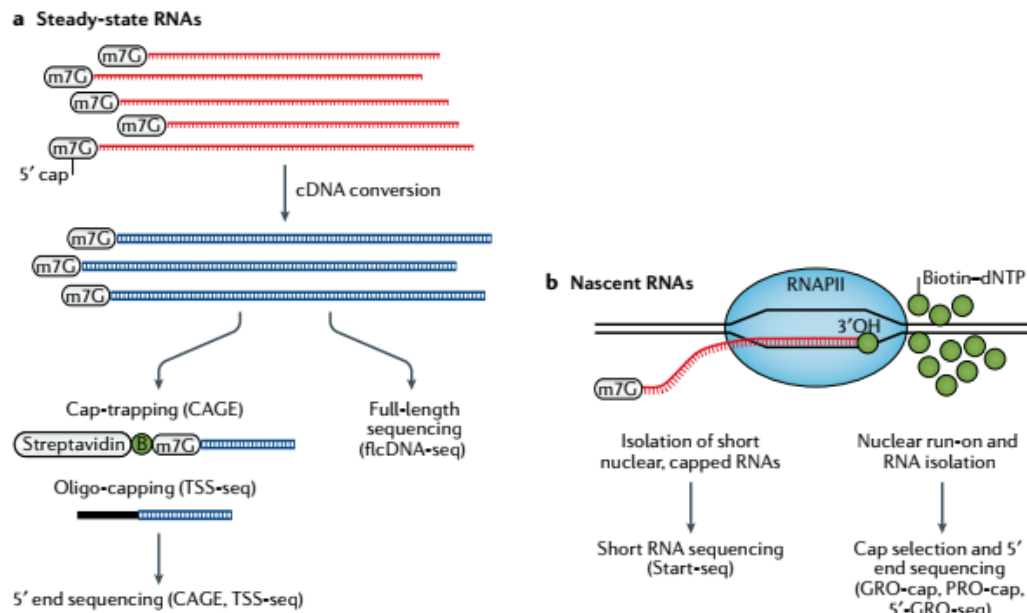 a Steady-state RNAs
m7G
m7G
m7G
m7G
m7G
5′ cap
cDNA conversion
m7G
m7G
m7G
Cap-trapping (CAGE)
Streptavidin B m7G
Oligo-capping (TSS-seq)
5′ end sequencing (CAGE, TSS-seq)
Full-length
sequencing
(flcDNA-seq)
b Nascent RNAs
RNAPII
Biotin–dNTP
3′OH
m7G
Isolation of short
nuclear, capped RNAs
Short RNA sequencing
(Start-seq)
Nuclear run-on and
RNA isolation
Cap selection and 5′
end sequencing
(GRO-cap, PRO-cap,
5′-GRO-seq)